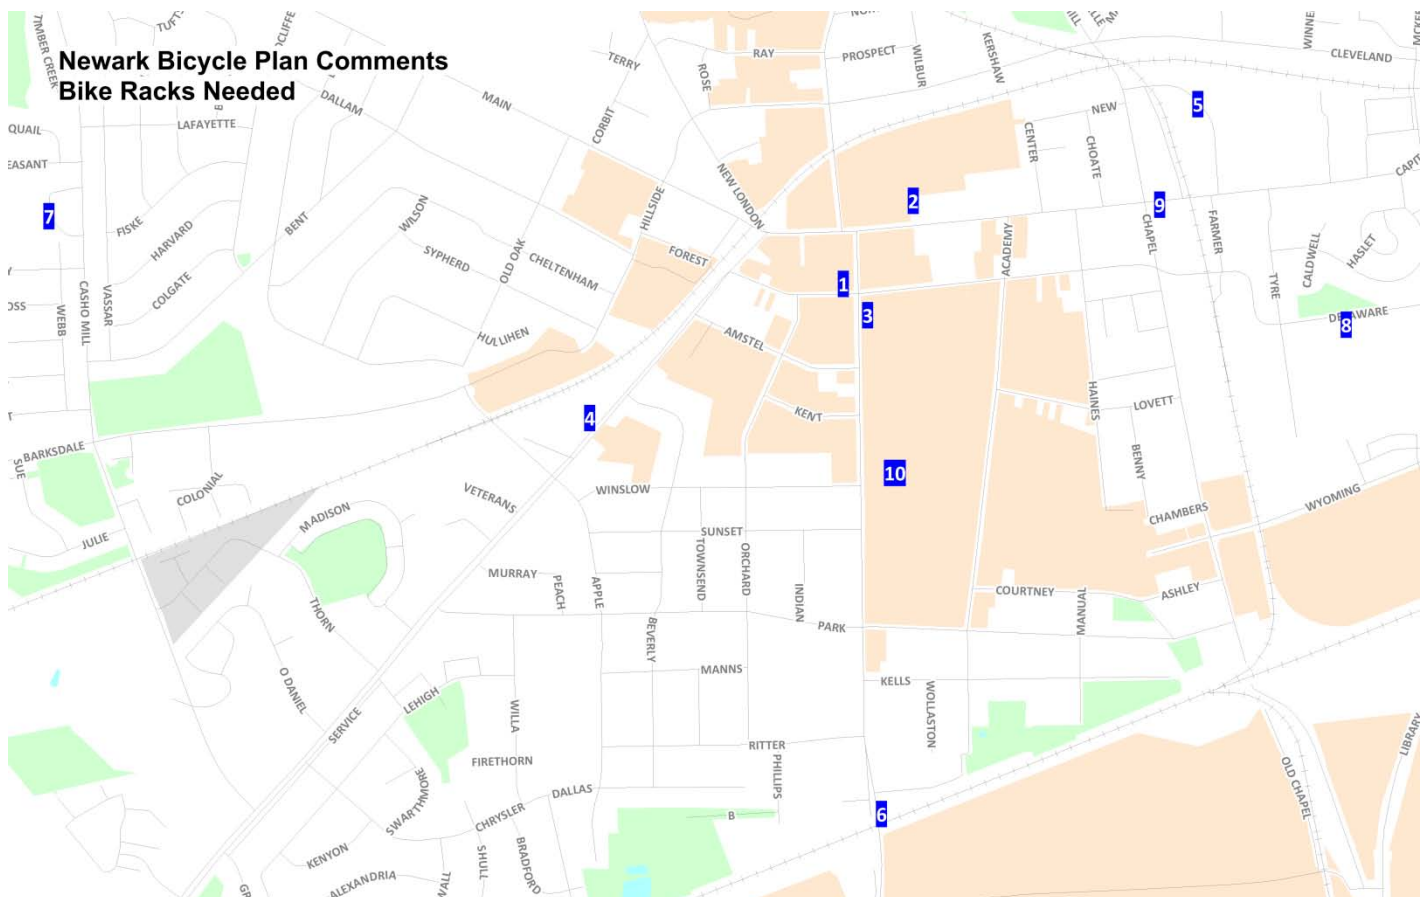 Newark Bicycle Plan Comments
Bike Racks Needed
TIMBER CREEK
TERRY
ROSE
RAY
PROSPECT
WILBUR
KERSHAW
CLEVELAND
DALLAM
MAIN
CORBIT
LAFAYETTE
QUAIL
NEW
CENTER
CHOATE
5
7
2
9
NEW LONDON
HILLSIDE
FISKE
HARVARD
COLGATE
BENT
WILSON
SYPHERD
OLD OAK
CHELTENHAM
FOREST
ACADEMY
CHAPEL
FARMER
TYRE
CALDWELL
HASLET
WEBB
CASHO MILL
VASSAR
HULLIHEN
AMSTEL
1
3
8
DELAWARE
4
KENT
HAINES
LOVETT
BENNY
BARKSDALE
SUE
COLONIAL
10
VETERANS
WINSLOW
MADISON
CHAMBERS
WYOMING
JULIE
SUNSET
TOWNSEND
ORCHARD
INDIAN
MURRAY
PEACH
APPLE
COURTNEY
MANUAL
ASHLEY
THORN
BEVERLY
PARK
O DANIEL
SERVICE
LEHIGH
WILLA
MANNS
KELLS
WOLLASTON
FIRETHORN
RITTER
PHILLIPS
OLD CHAPEL
LIBRARY
SWARTHMORE
CHRYSLER
DALLAS
B
6
KENYON
ALEXANDRIA
SHULL
BRADFORD